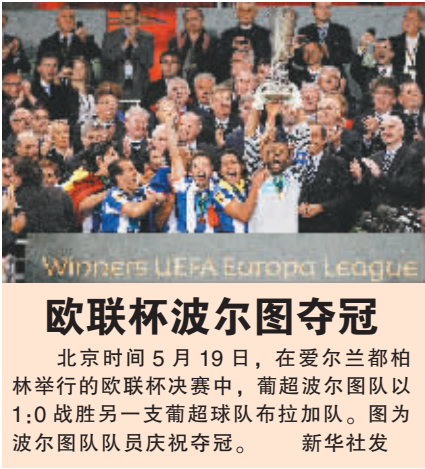 Winners UEFA Europa League
欧联杯波尔图夺冠
北京时间 5 月 19 日，在爱尔兰都柏
林举行的欧联杯决赛中，葡超波尔图队以
1:0 战胜另一支葡超球队布拉加队。图为
波尔图队队员庆祝夺冠。 新华社发